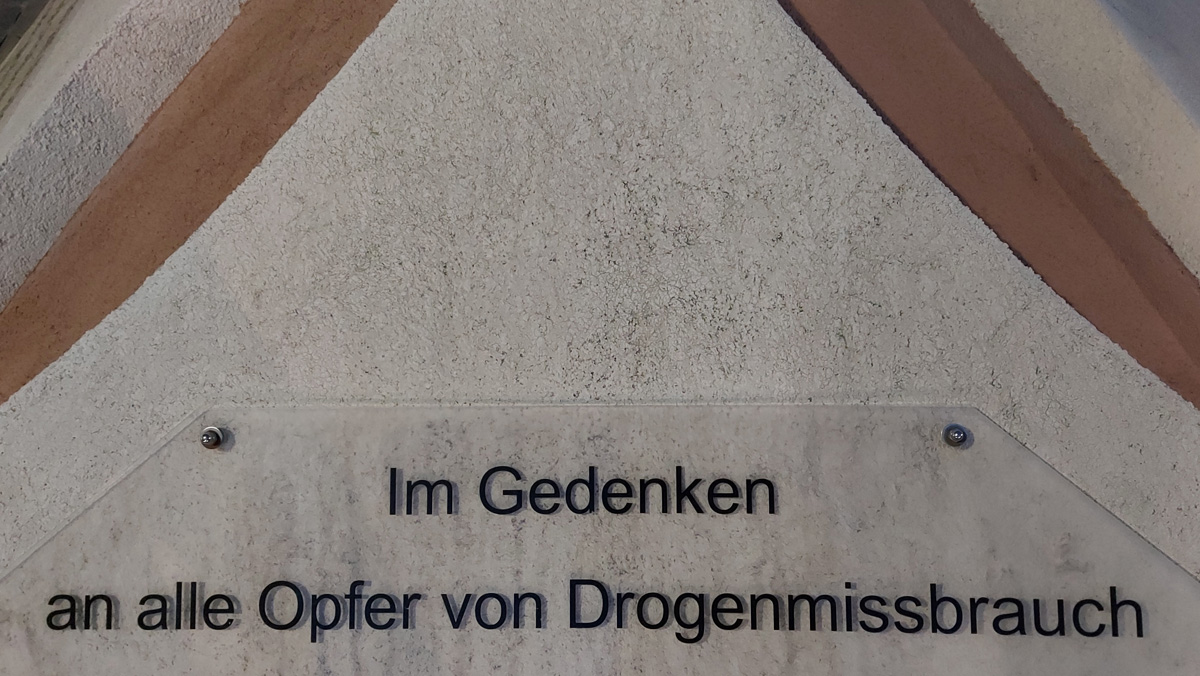 Im Gedenken
an alle Opfer von Drogenmissbrauch